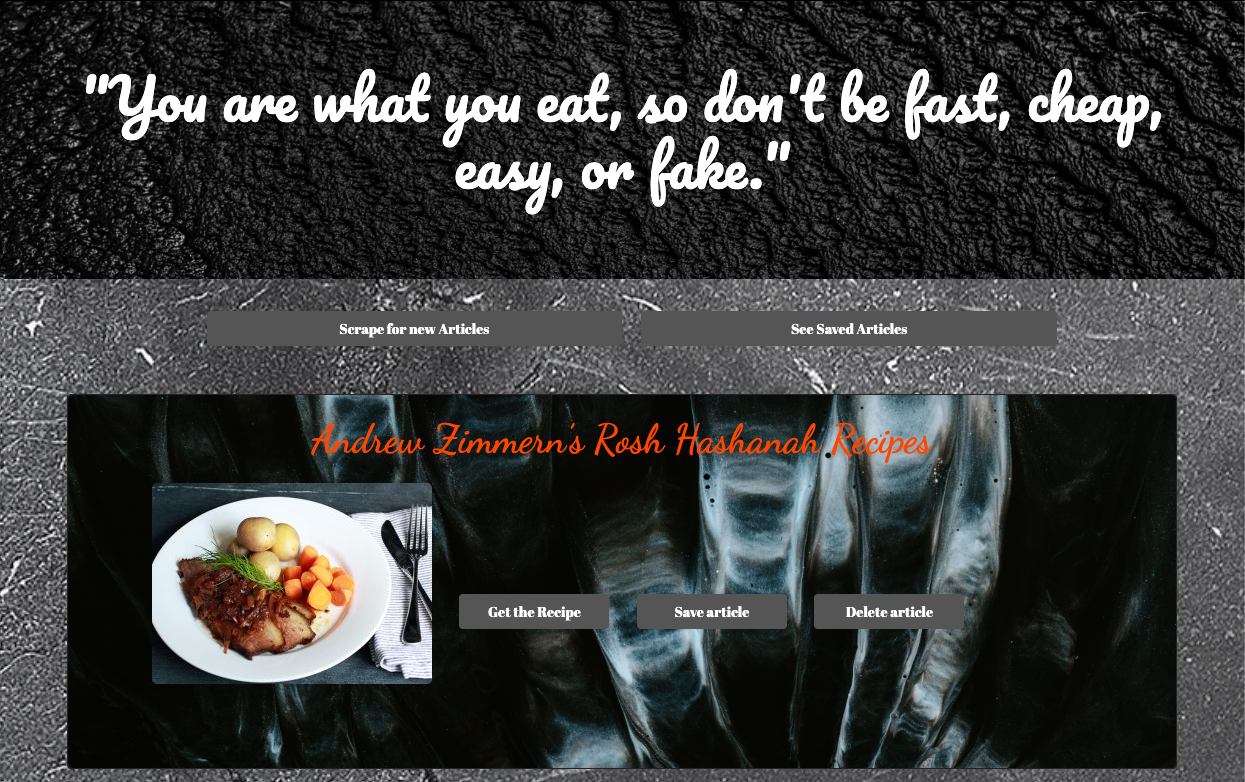 "You are what you eat, so don't be fast, cheap,
easy, or fake."
Scrape for new Articles
See Saved Articles
Andrew Zimmern's Rosh Hashanah Recipes
Get the Recipe
Save article
Delete article